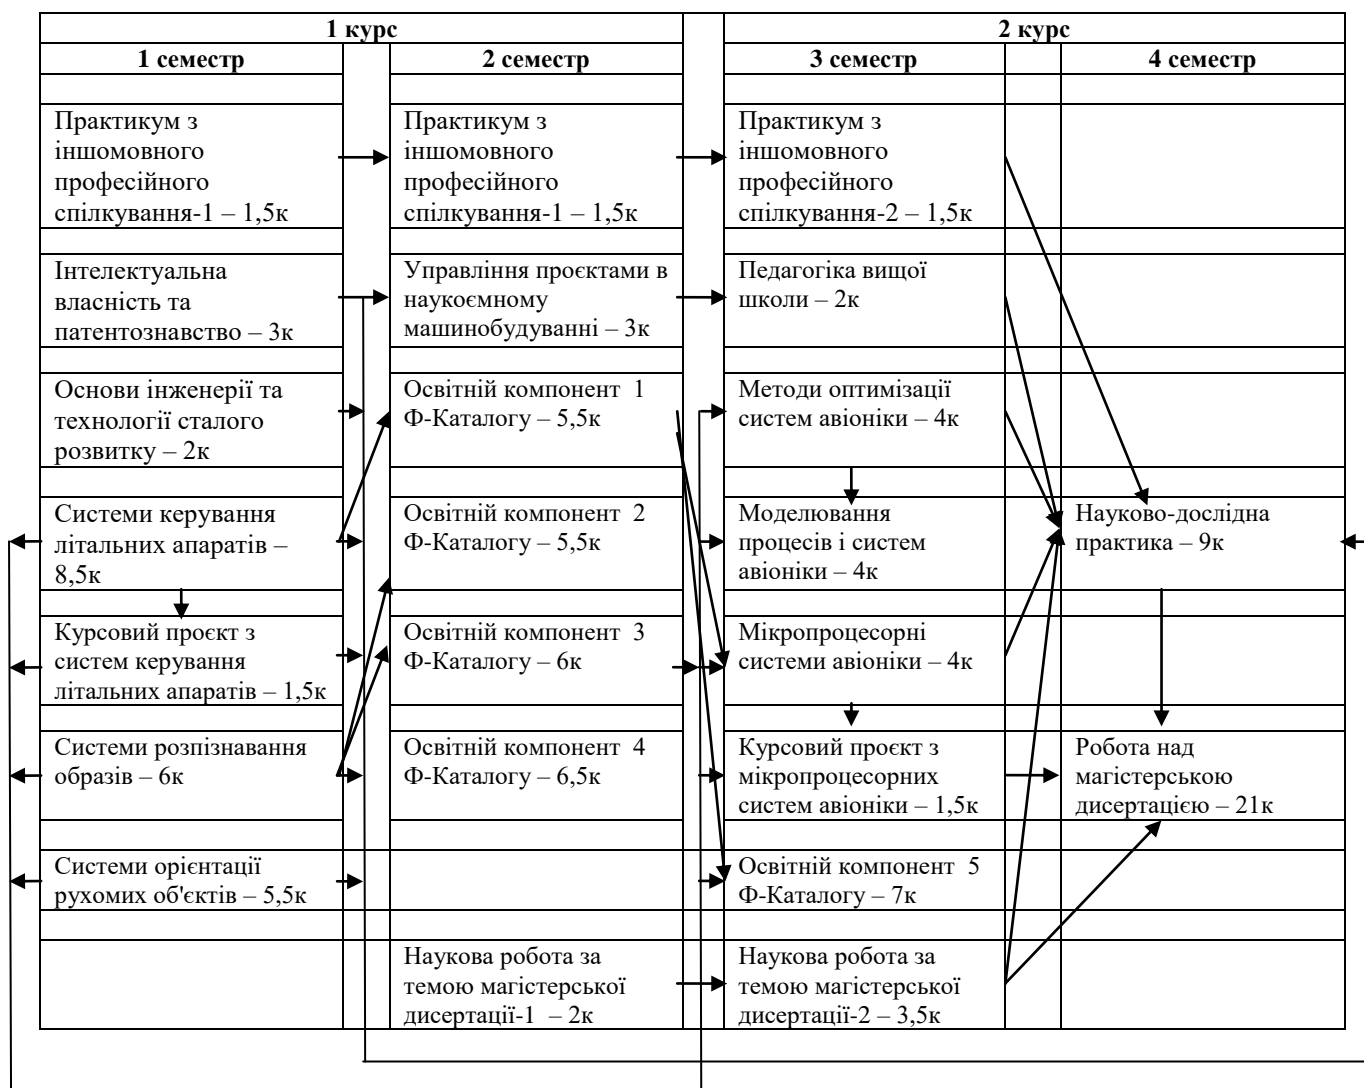 1 курс
2 курс
1 семестр
2 семестр
3 семестр
4 семестр
Практикум з
іншомовного
професійного
спілкування-1 – 1,5к
Практикум з
іншомовного
професійного
спілкування-1 – 1,5к
Практикум з
іншомовного
професійного
спілкування-2 – 1,5к
Інтелектуальна
власність та
патентознавство – 3к
Управління проєктами в
наукоємному
машинобудуванні – 3к
Педагогіка вищої
школи – 2к
Основи інженерії та
технології сталого
розвитку – 2к
Освітній компонент 1
Ф-Каталогу – 5,5к
Методи оптимізації
систем авіоніки – 4к
Системи керування
літальних апаратів –
8,5к
Освітній компонент 2
Ф-Каталогу – 5,5к
Моделювання
процесів і систем
авіоніки – 4к
Науково-дослідна
практика – 9к
Курсовий проєкт з
систем керування
літальних апаратів – 1,5к
Освітній компонент 3
Ф-Каталогу – 6к
Мікропроцесорні
системи авіоніки – 4к
Системи розпізнавання
образів – 6к
Освітній компонент 4
Ф-Каталогу – 6,5к
Курсовий проєкт з
мікропроцесорних
систем авіоніки – 1,5к
Робота над
магістерською
дисертацією – 21к
Системи орієнтації
рухомих об'єктів – 5,5к
Освітній компонент 5
Ф-Каталогу – 7к
Наукова робота за
темою магістерської
дисертації-1 – 2к
Наукова робота за
темою магістерської
дисертації-2 – 3,5к